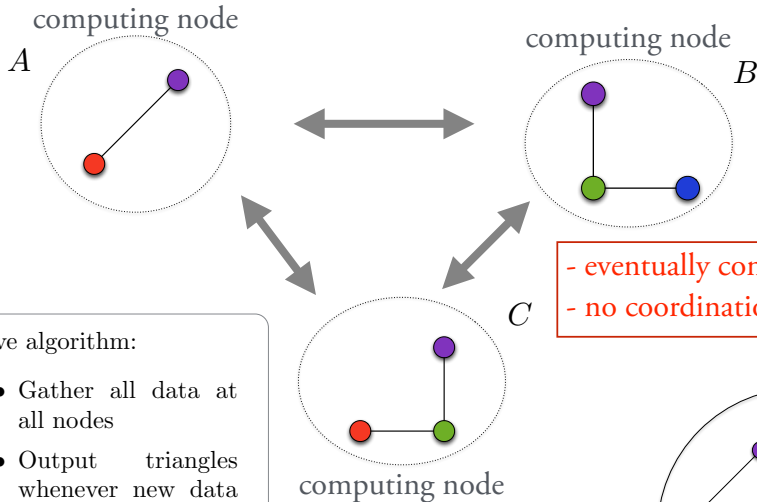 computing node
A
computing node
B
- eventually con
- no coordinatio
C
ve algorithm:
• Gather all data at
all nodes
• Output triangles
whenever new data
computing node